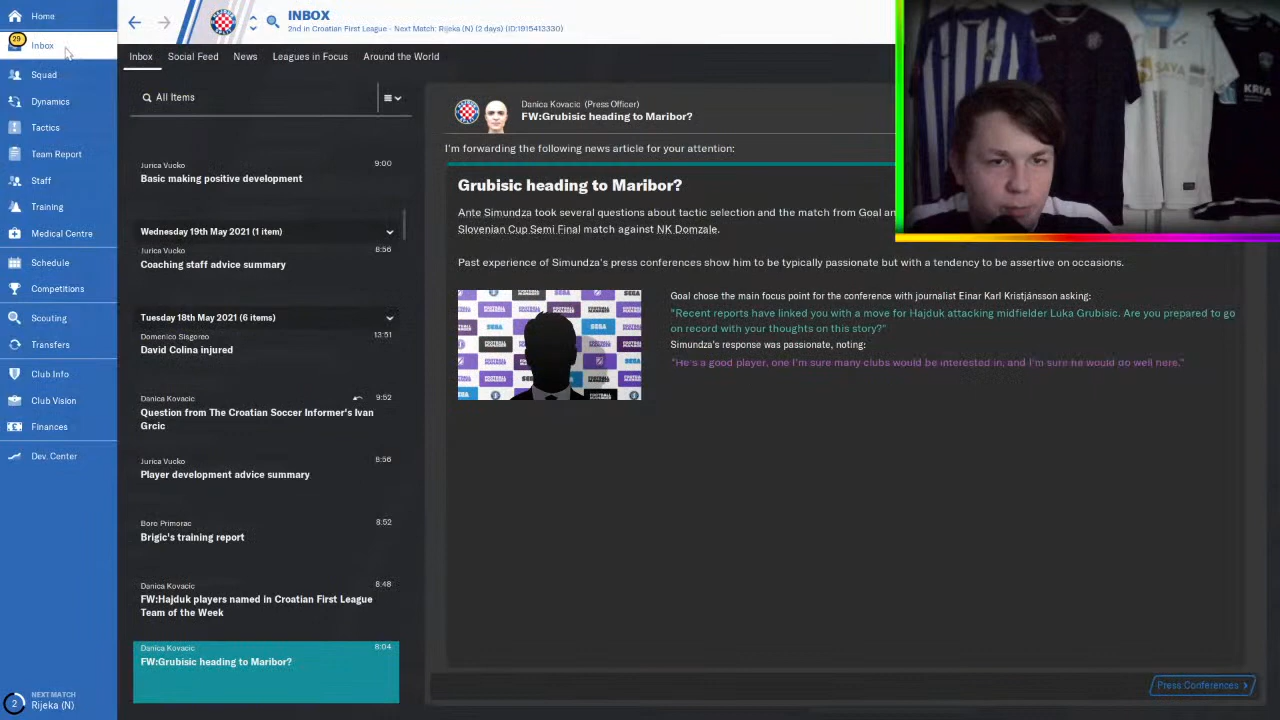 Home
29
Inbox
Squad
Dynamics
Tactics
Team Report
Staff
Training
Medical Centre
Schedule
Competitions
Scouting
Transfers
Club Info
Club Vision
Finances
Dev. Center
2
NEXT MATCH
Rijeka (N)
INBOX
2nd in Croatian First League - Next Match: Rijeka (N) (2 days) (ID:1915413330)
Inbox
Social Feed
News
Leagues in Focus
Around the World
All Items
Jurica Vucko
9:00
Basic making positive development
Wednesday 19th May 2021 (1 item)
Jurica Vucko
8:56
Coaching staff advice summary
Tuesday 18th May 2021 (6 items)
Domenico Sisgoreo
13:51
David Colina injured
Danica Kovacic
9:52
Question from The Croatian Soccer Informer's Ivan
Grcic
Jurica Vucko
8:56
Player development advice summary
Boro Primorac
8:52
Brigic's training report
Danica Kovacic
8:48
FW:Hajduk players named in Croatian First League
Team of the Week
Danica Kovacic
8:04
FW:Grubisic heading to Maribor?
Danica Kovacic (Press Officer)
FW:Grubisic heading to Maribor?
I'm forwarding the following news article for your attention:
Grubisic heading to Maribor?
Ante Simundza took several questions about tactic selection and the match from Goal an
Slovenian Cup Semi Final match against NK Domzale.
Past experience of Simundza's press conferences show him to be typically passionate but with a tendency to be assertive on occasions.
SEGA
Goal chose the main focus point for the conference with journalist Einar Karl Kristjánsson asking:
"Recent reports have linked you with a move for Hajduk attacking midfielder Luka Grubisic. Are you prepared to go
on record with your thoughts on this story?"
Simundza's response was passionate, noting:
"He's a good player, one I'm sure many clubs would be interested in, and I'm sure he would do well here."
Press Conferences
SAVA